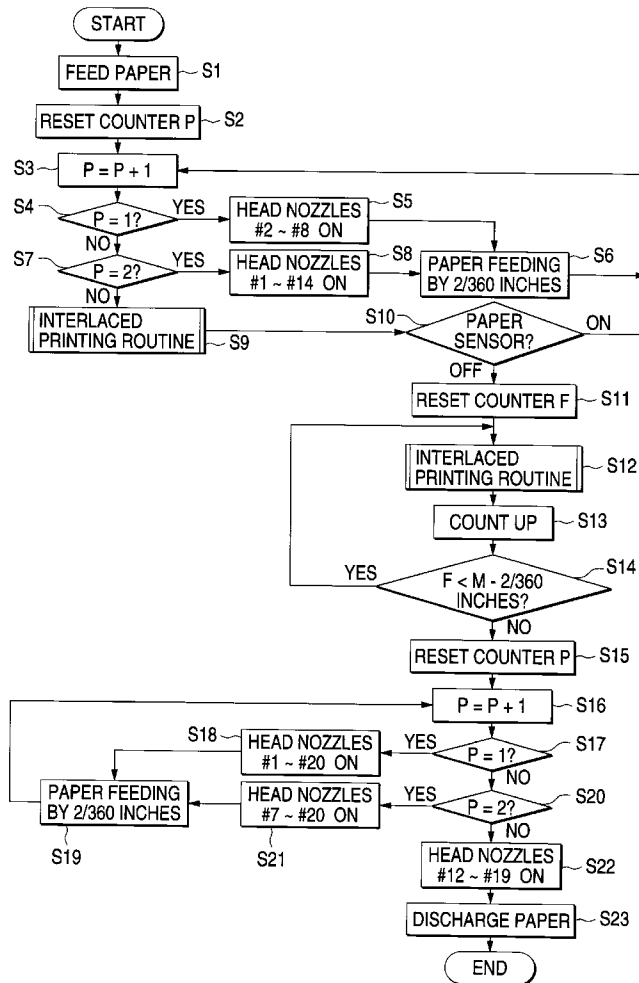 START
FEED PAPER
S1
RESET COUNTER P
S2
S3
P = P + 1
S4
P = 1?
YES
NO
HEAD NOZZLES
#2 ~ #8 ON
S5
S7
P = 2?
YES
NO
HEAD NOZZLES
#1 ~ #14 ON
S8
PAPER FEEDING
BY 2/360 INCHES
S6
INTERLACED
PRINTING ROUTINE
S9
S10
PAPER
SENSOR?
ON
OFF
RESET COUNTER F
S11
INTERLACED
PRINTING ROUTINE
S12
COUNT UP
S13
YES
F < M - 2/360
INCHES?
S14
NO
RESET COUNTER P
S15
P = P + 1
S16
S18
HEAD NOZZLES
#1 ~ #20 ON
YES
P = 1?
S17
NO
PAPER FEEDING
BY 2/360 INCHES
S19
HEAD NOZZLES
#7 ~ #20 ON
S21
YES
P = 2?
S20
NO
HEAD NOZZLES
#12 ~ #19 ON
S22
DISCHARGE PAPER
S23
END